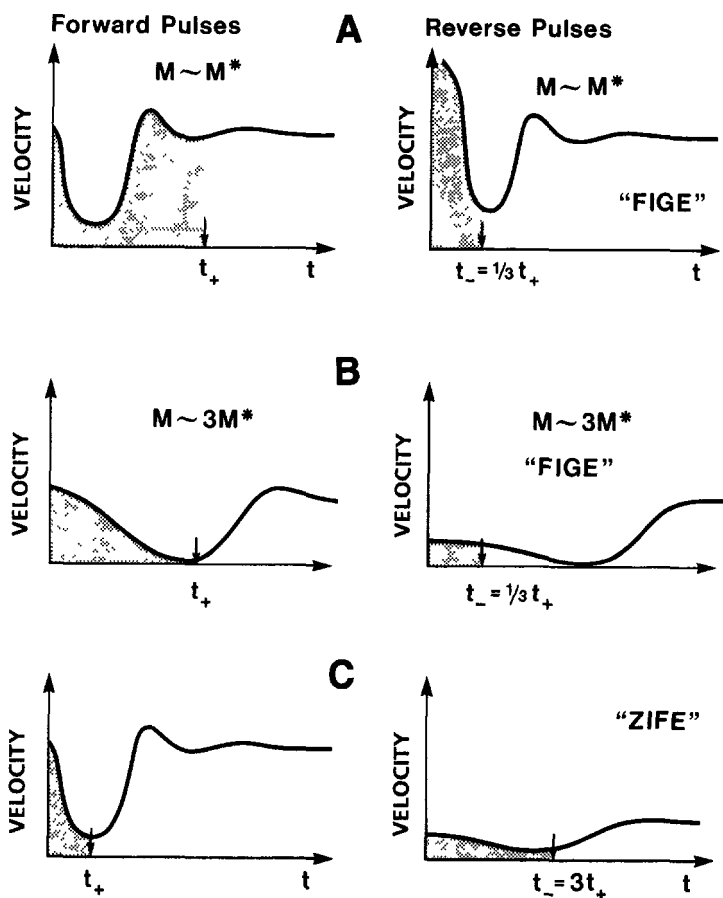 Forward Pulses
A
Reverse Pulses
M ~ M*
VELOCITY
t₊
t
M ~ M*
VELOCITY
"FIGE"
t₋ = 1/3 t₊
t
B
M ~ 3M*
VELOCITY
t₊
M ~ 3M*
"FIGE"
VELOCITY
t₋ = 1/3 t₊
C
VELOCITY
t₊
t
"ZIFE"
VELOCITY
t₋ = 3t₊
t